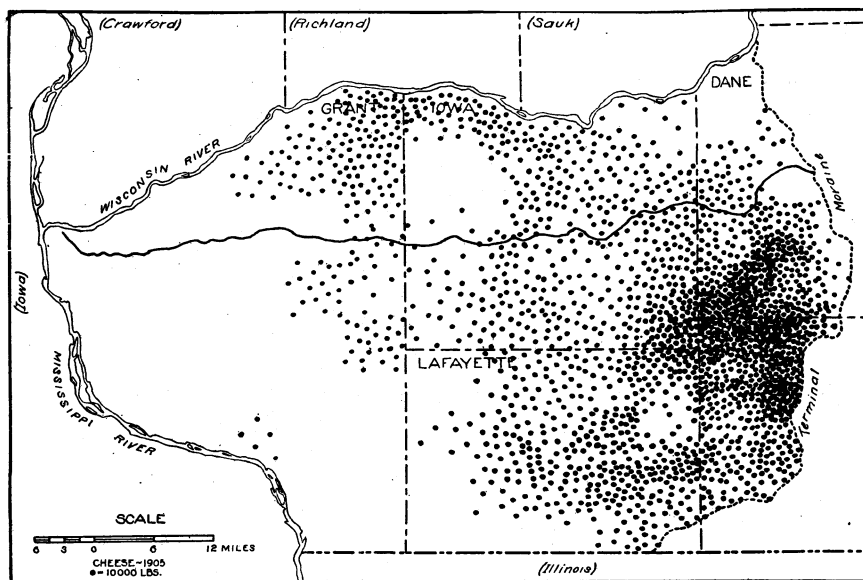 (Crawford)
(Richland)
(Sauk)
DANE
GRANT
IOWA
WISCONSIN RIVER
Moraine
(Iowa)
LAFAYETTE
MISSISSIPPI
RIVER
Terminal
SCALE
6 3 0 6 12 MILES
CHEESE-1905
•=10000 LBS.
(Illinois)